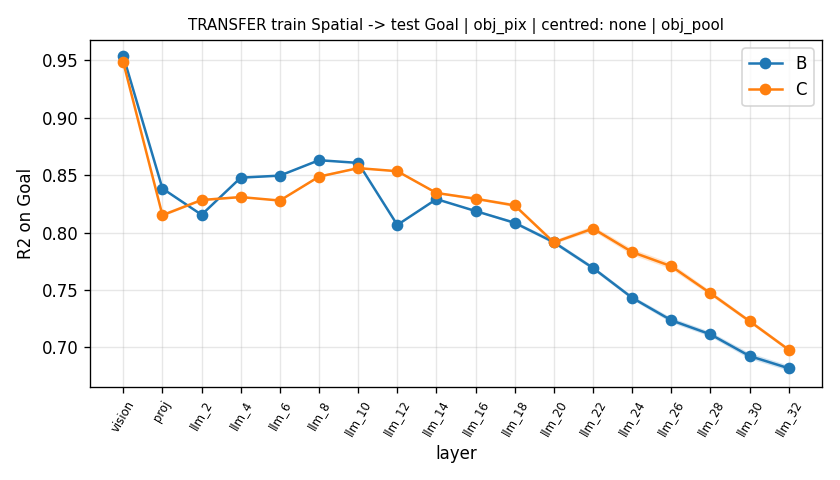 TRANSFER train Spatial -> test Goal | obj_pix | centred: none | obj_pool
B
C
R2 on Goal
0.95
0.90
0.85
0.80
0.75
0.70
vision
proj
llm_2
llm_4
llm_6
llm_8
llm_10
llm_12
llm_14
llm_16
llm_18
llm_20
llm_22
llm_24
llm_26
llm_28
llm_30
llm_32
layer